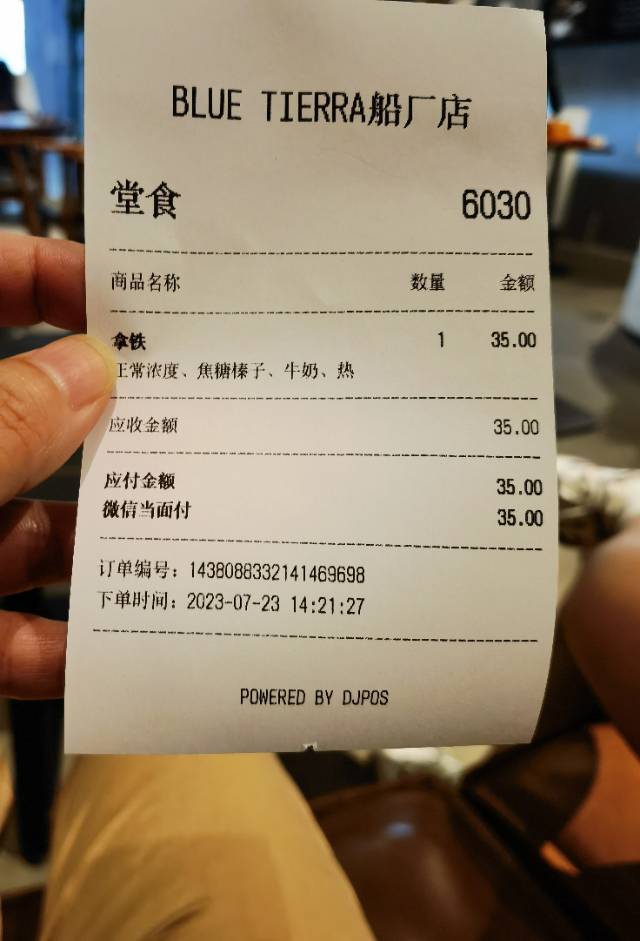 BLUE TIERRA船厂店
堂食 6030
商品名称 数量 金额
拿铁 1 35.00
正常浓度、焦糖榛子、牛奶、热
应收金额 35.00
应付金额 35.00
微信当面付 35.00
订单编号：1438088332141469698
下单时间：2023-07-23 14:21:27
POWERED BY DJPOS